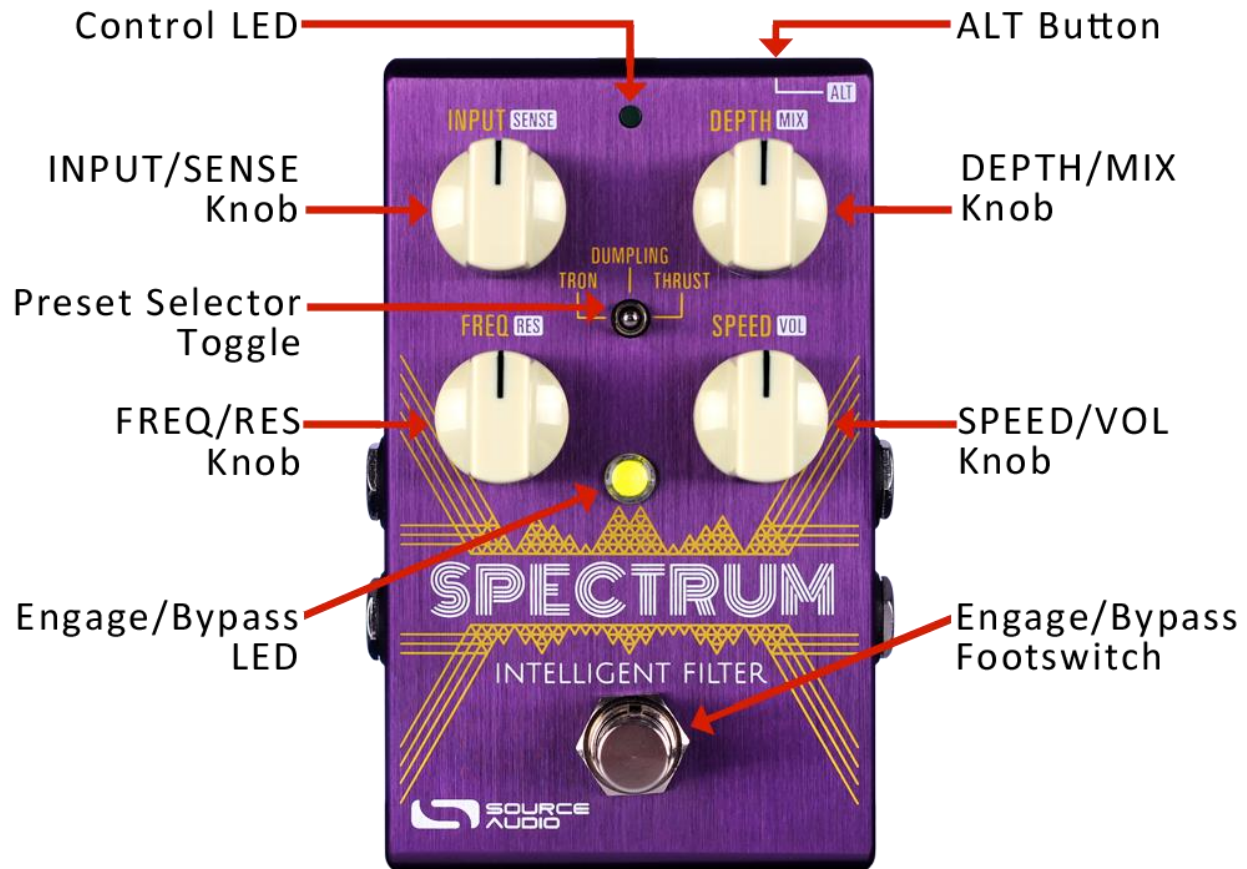 Control LED
ALT Button
ALT
INPUT SENSE
DEPTH MIX
INPUT/SENSE
Knob
DEPTH/MIX
Knob
DUMPLING
TRON
THRUST
Preset Selector
Toggle
FREQ RES
SPEED VOL
FREQ/RES
Knob
SPEED/VOL
Knob
SPECTRUM
Engage/Bypass
LED
Engage/Bypass
Footswitch
INTELLIGENT FILTER
SOURCE
AUDIO